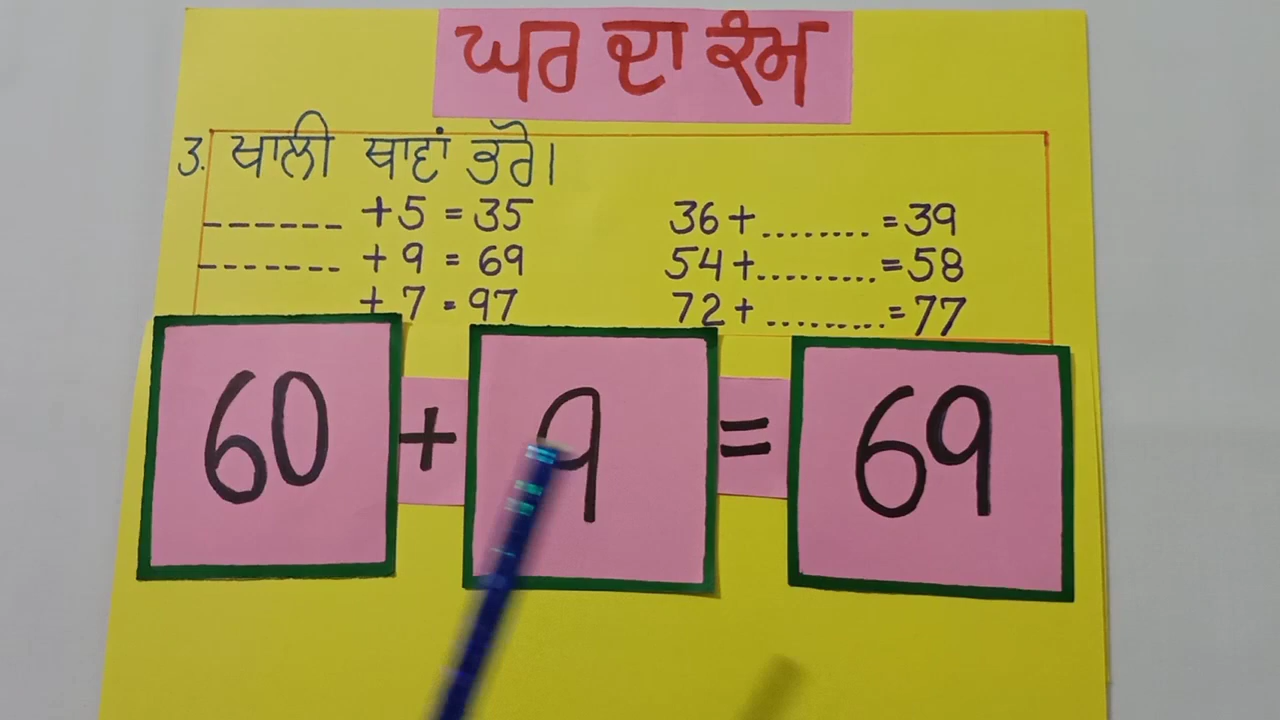 ਘਰ ਦਾ ਕੰਮ
3. ਖਾਲੀ ਥਾਵਾਂ ਭਰੋ।
------ +5 = 35
36+........ =39
------- + 9 = 69
54+.........=58
+ 7 = 97
72+ .........=77
60 + 9 = 69